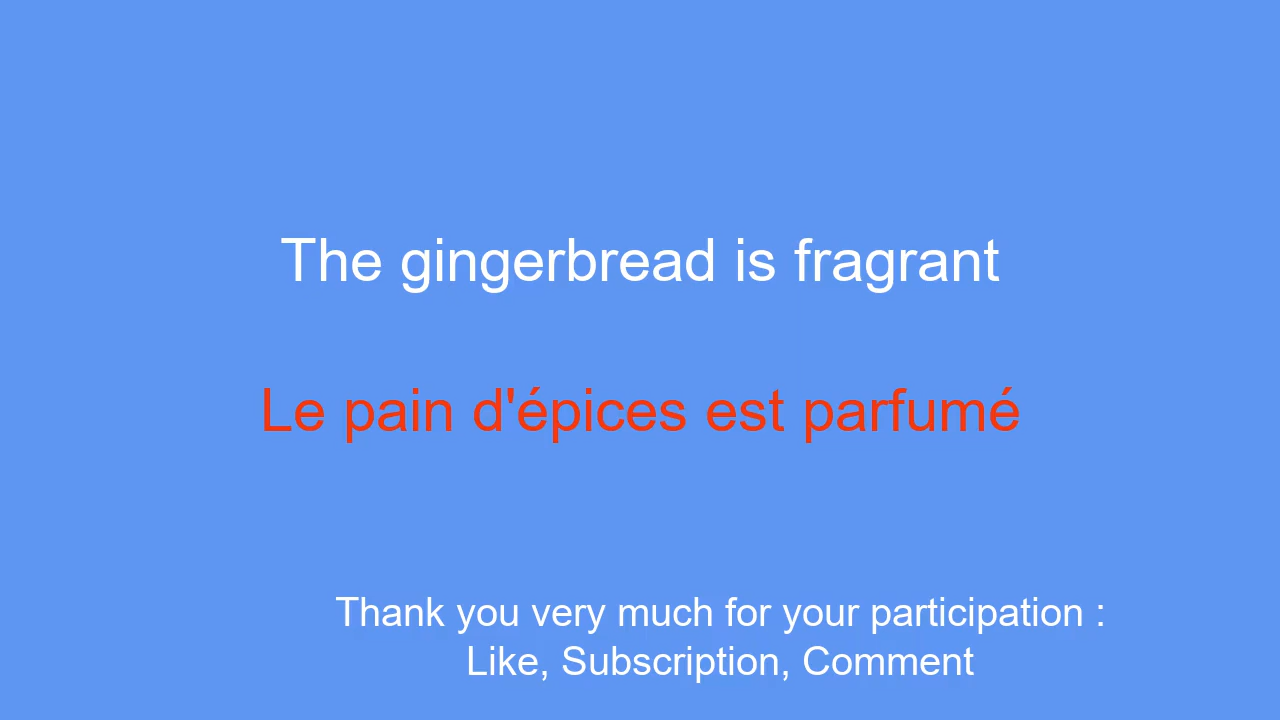 The gingerbread is fragrant
Le pain d'épices est parfumé
Thank you very much for your participation :
Like, Subscription, Comment